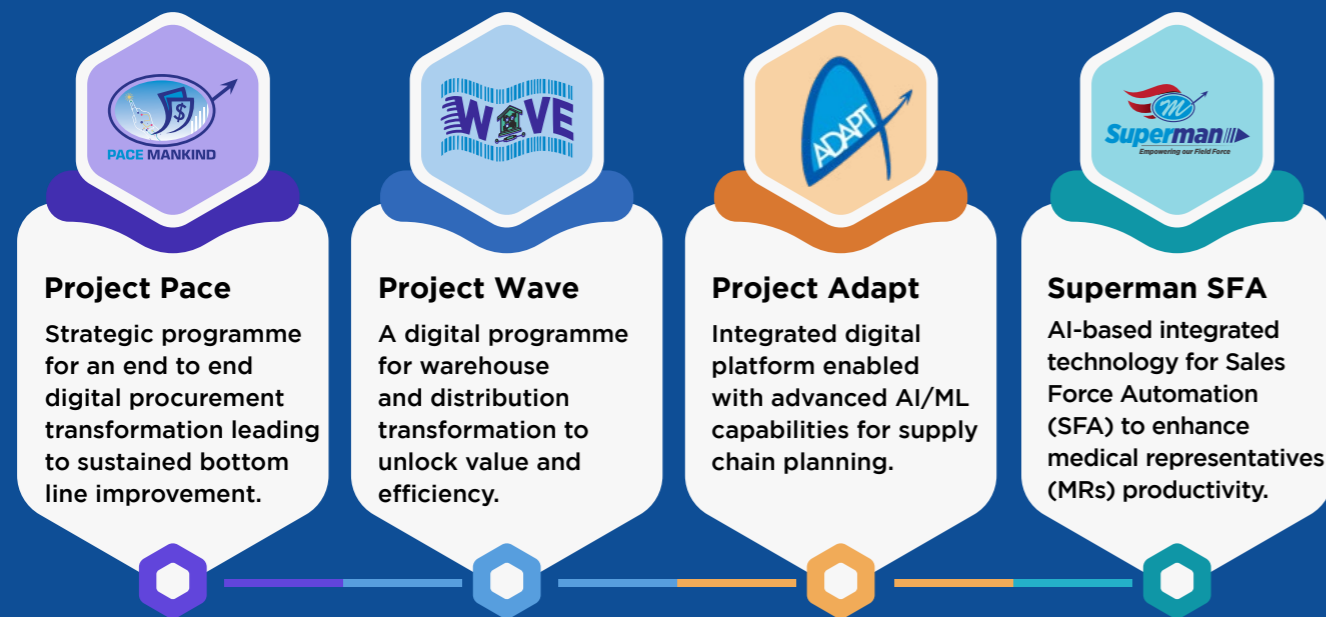 PACE MANKIND
Project Pace
Strategic programme
for an end to end
digital procurement
transformation leading
to sustained bottom
line improvement.
WAVE
Project Wave
A digital programme
for warehouse
and distribution
transformation to
unlock value and
efficiency.
ADAPT
Project Adapt
Integrated digital
platform enabled
with advanced AI/ML
capabilities for supply
chain planning.
Superman
Empowering our Field Force
Superman SFA
AI-based integrated
technology for Sales
Force Automation
(SFA) to enhance
medical representatives
(MRs) productivity.